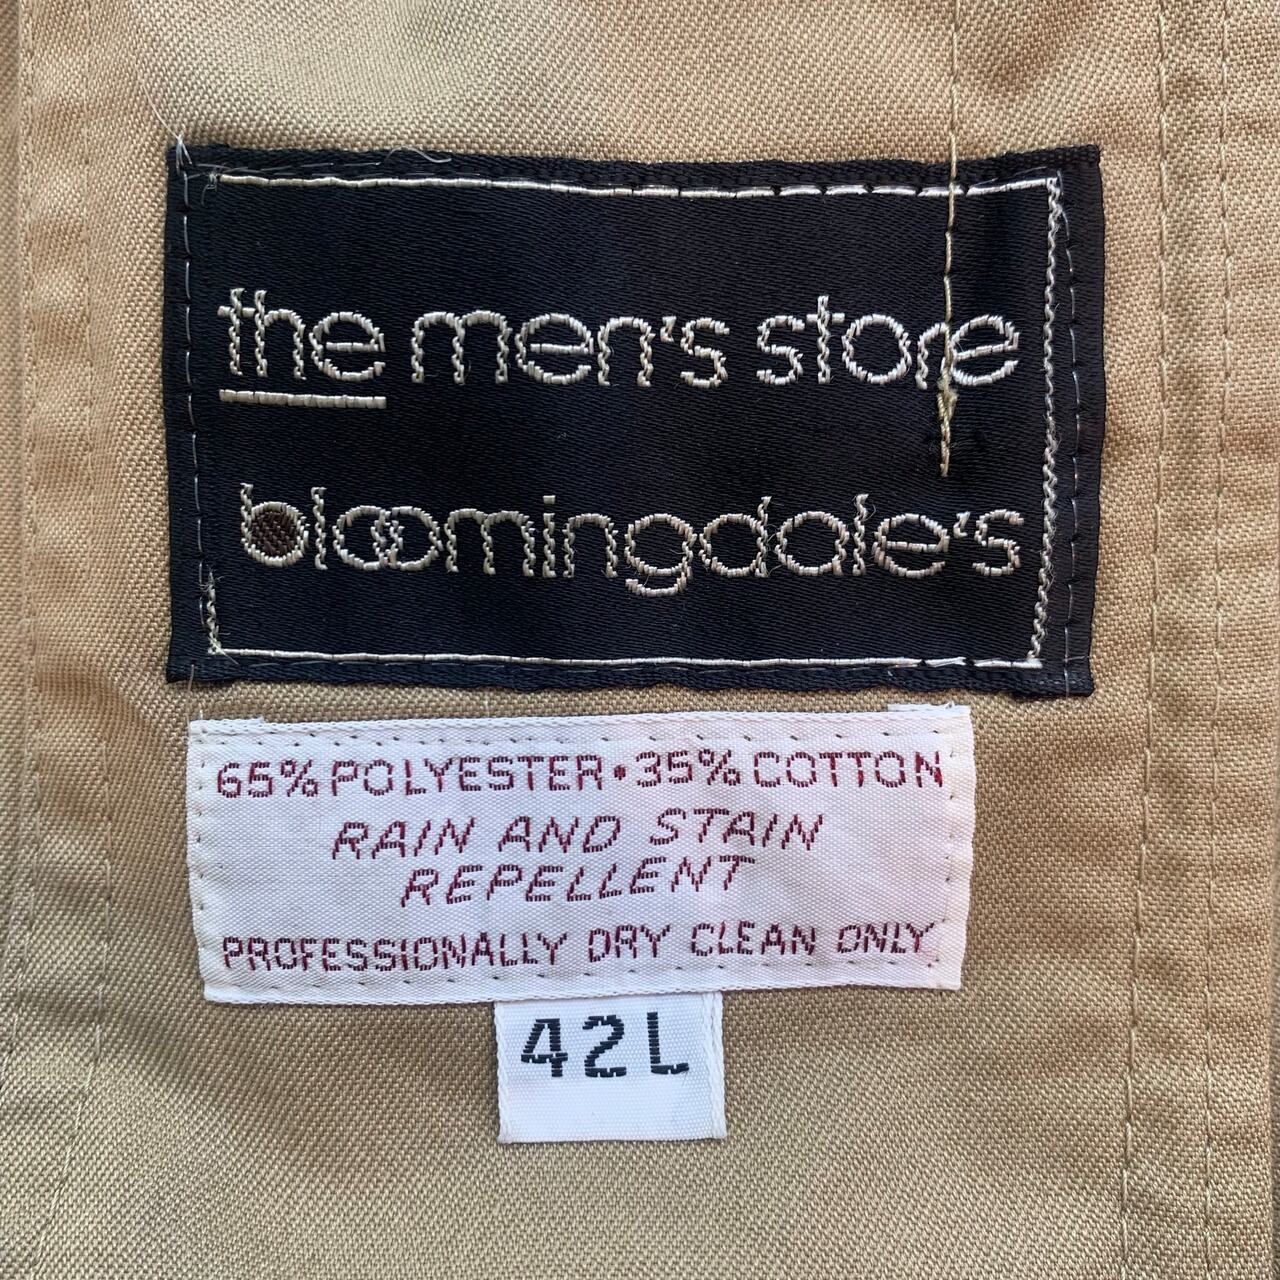 the men's store
bloomingdale's
65% POLYESTER • 35% COTTON
RAIN AND STAIN
REPELLENT
PROFESSIONALLY DRY CLEAN ONLY
42L